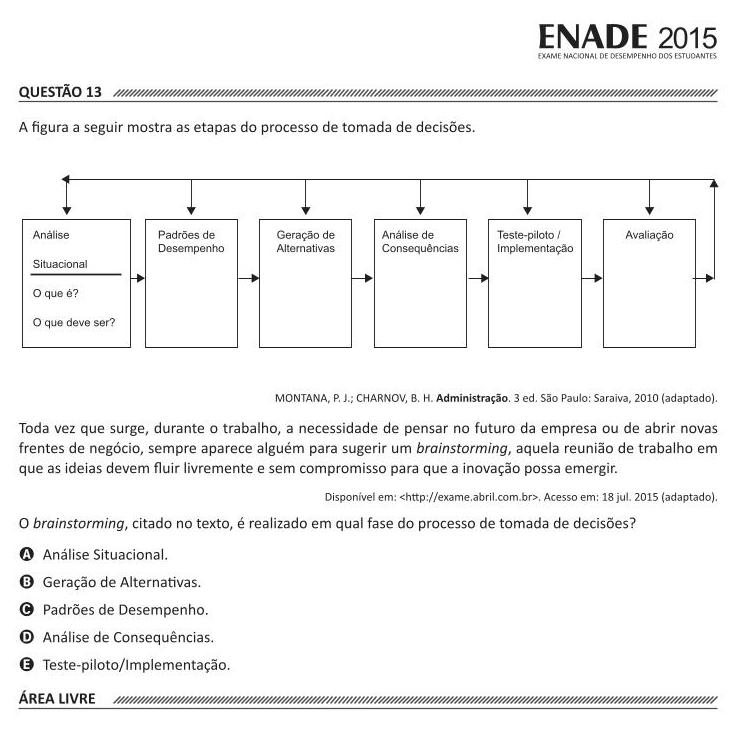 ENADE 2015
EXAME NACIONAL DE DESEMPENHO DOS ESTUDANTES
QUESTÃO 13
A figura a seguir mostra as etapas do processo de tomada de decisões.
Análise
Situacional
O que é?
O que deve ser?
Padrões de
Desempenho
Geração de
Alternativas
Análise de
Consequências
Teste-piloto /
Implementação
Avaliação
MONTANA, P. J.; CHARNOV, B. H. Administração. 3 ed. São Paulo: Saraiva, 2010 (adaptado).
Toda vez que surge, durante o trabalho, a necessidade de pensar no futuro da empresa ou de abrir novas
frentes de negócio, sempre aparece alguém para sugerir um brainstorming, aquela reunião de trabalho em
que as ideias devem fluir livremente e sem compromisso para que a inovação possa emergir.
Disponível em: <http://exame.abril.com.br>. Acesso em: 18 jul. 2015 (adaptado).
O brainstorming, citado no texto, é realizado em qual fase do processo de tomada de decisões?
A Análise Situacional.
B Geração de Alternativas.
C Padrões de Desempenho.
D Análise de Consequências.
E Teste-piloto/Implementação.
ÁREA LIVRE